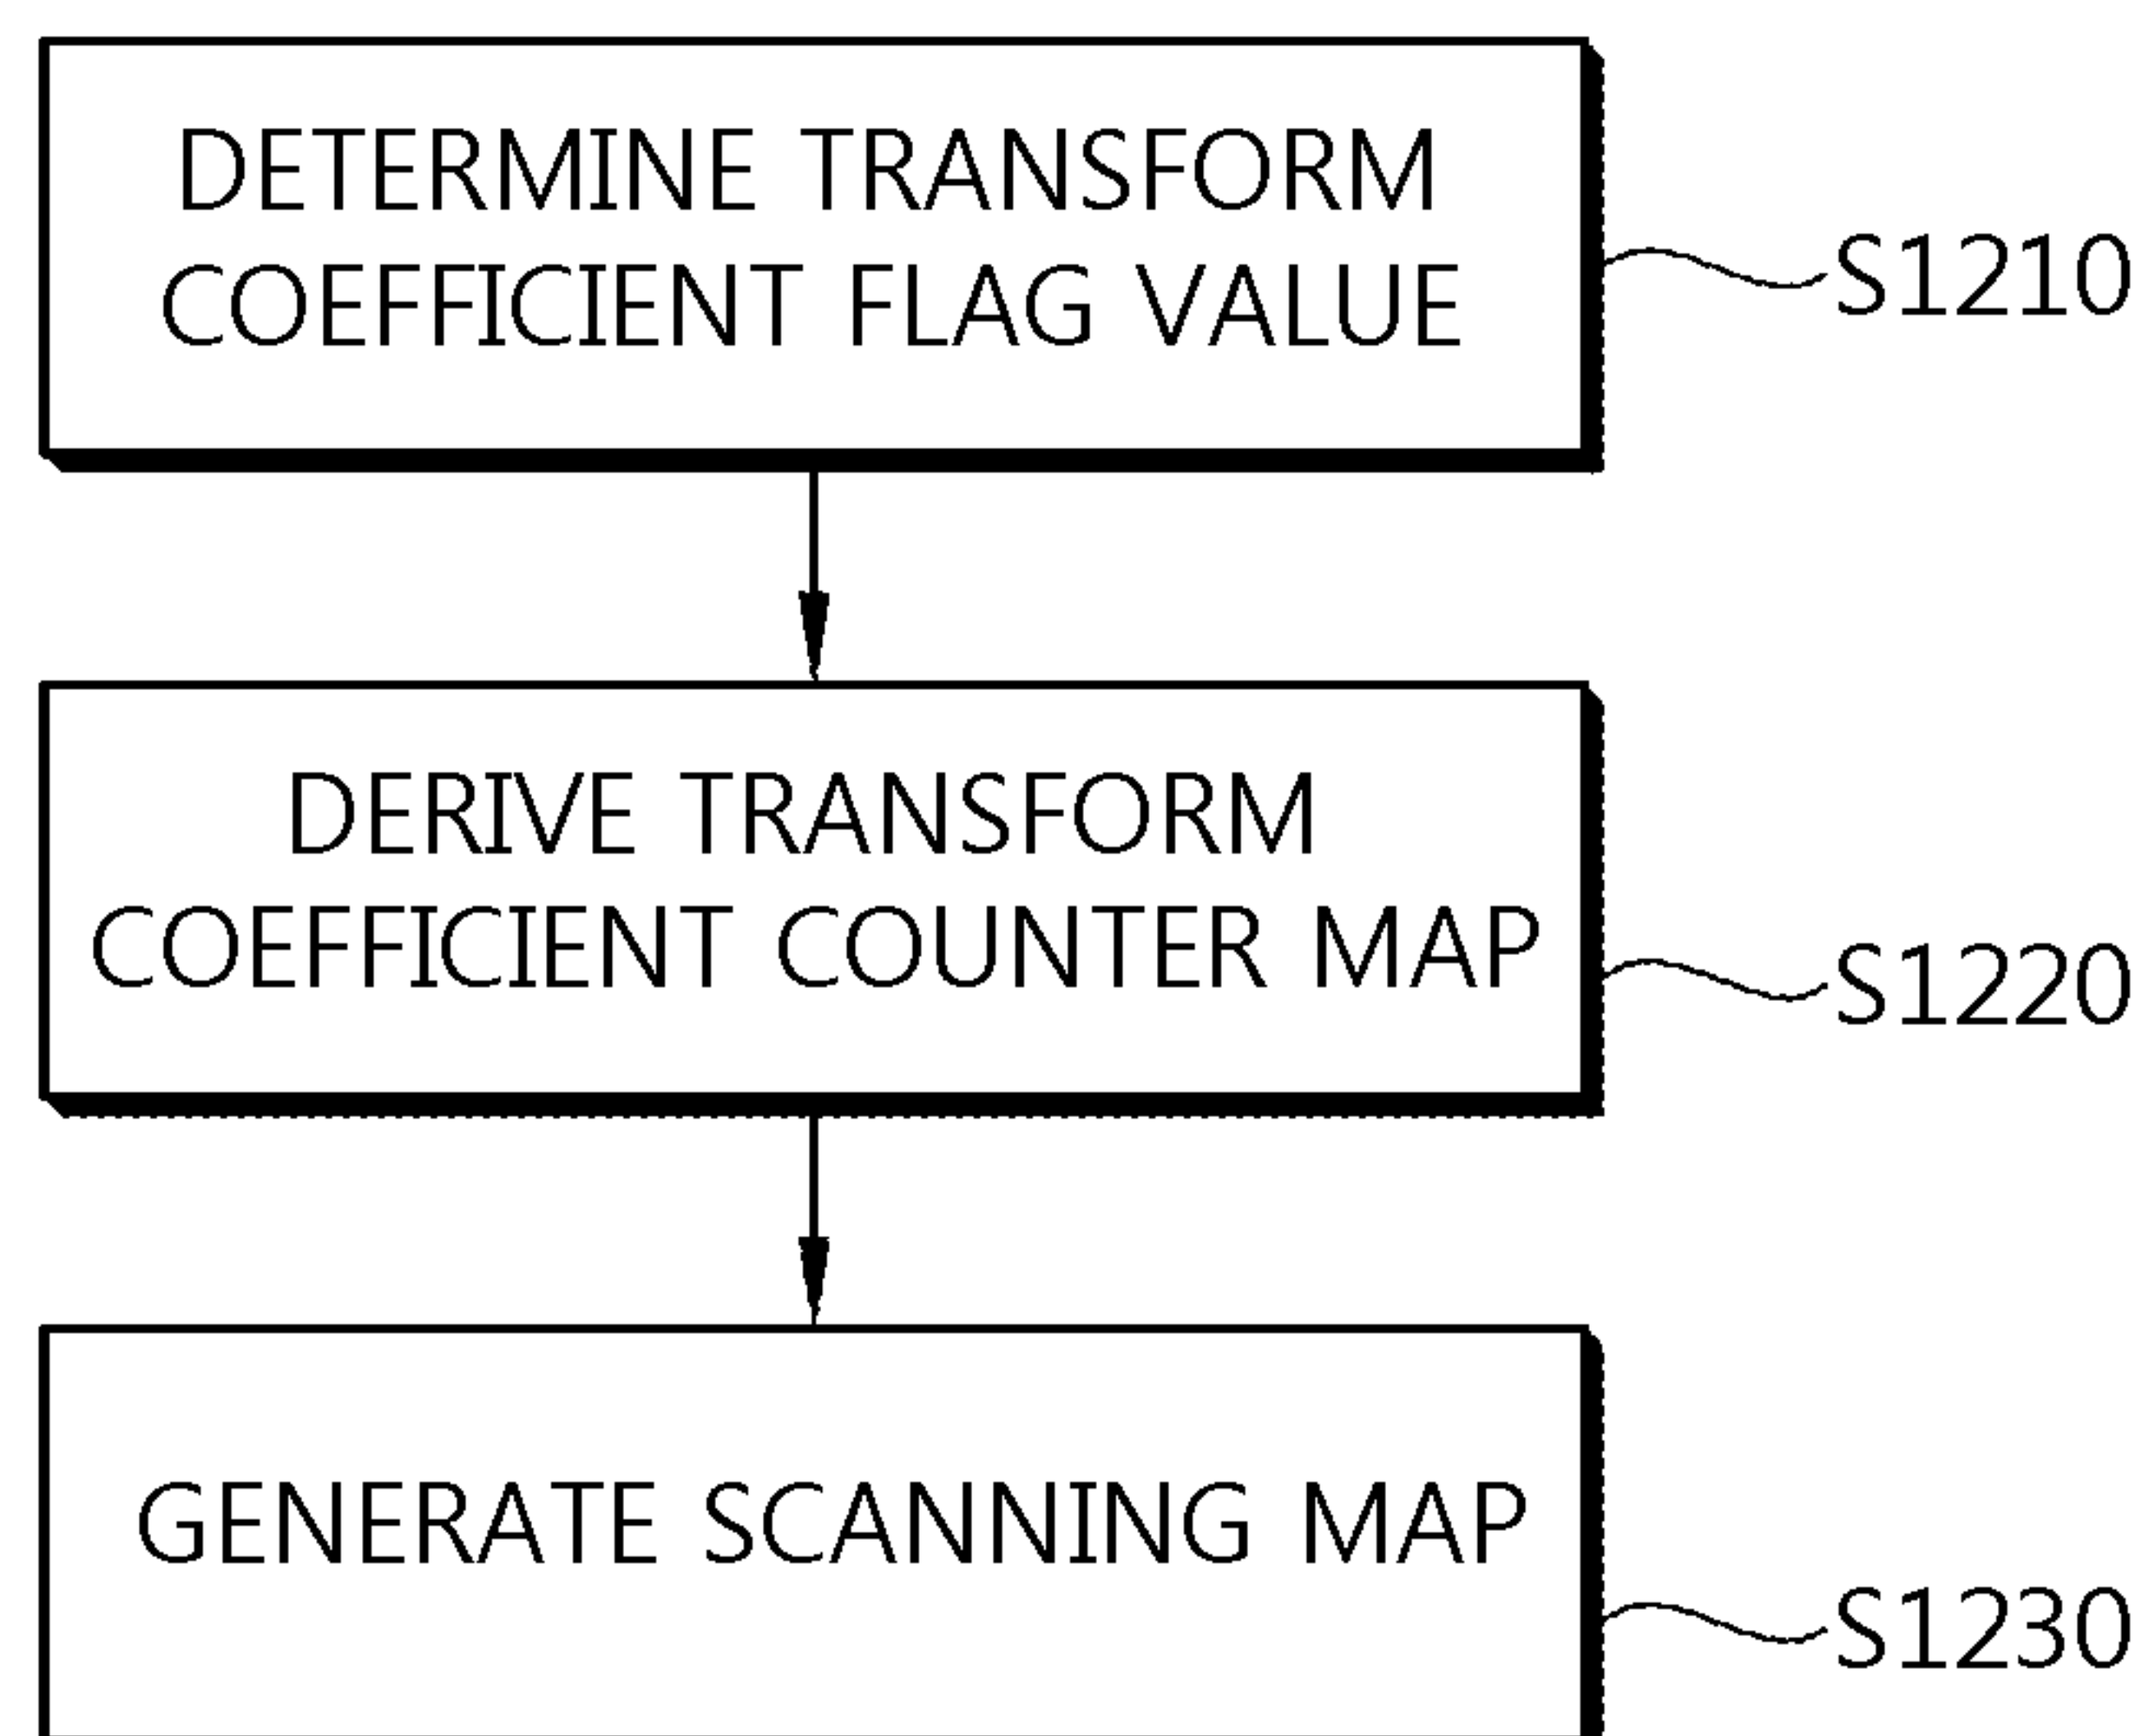 DETERMINE TRANSFORM
COEFFICIENT FLAG VALUE
S1210
DERIVE TRANSFORM
COEFFICIENT COUNTER MAP
S1220
GENERATE SCANNING MAP
S1230